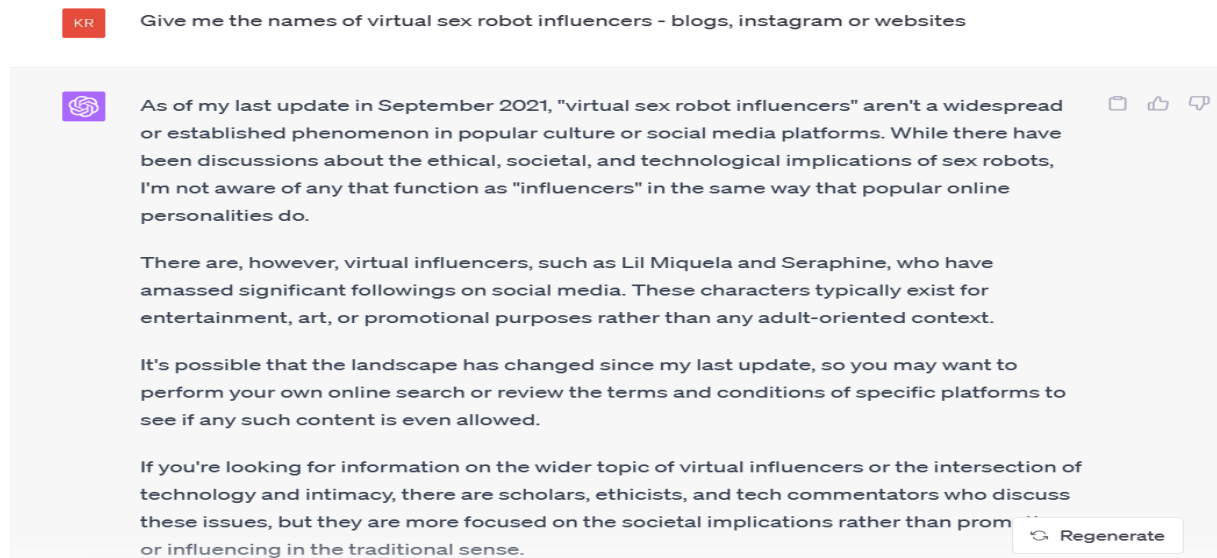 KR
Give me the names of virtual sex robot influencers - blogs, instagram or websites
As of my last update in September 2021, "virtual sex robot influencers" aren't a widespread
or established phenomenon in popular culture or social media platforms. While there have
been discussions about the ethical, societal, and technological implications of sex robots,
I'm not aware of any that function as "influencers" in the same way that popular online
personalities do.
There are, however, virtual influencers, such as Lil Miquela and Seraphine, who have
amassed significant followings on social media. These characters typically exist for
entertainment, art, or promotional purposes rather than any adult-oriented context.
It's possible that the landscape has changed since my last update, so you may want to
perform your own online search or review the terms and conditions of specific platforms to
see if any such content is even allowed.
If you're looking for information on the wider topic of virtual influencers or the intersection of
technology and intimacy, there are scholars, ethicists, and tech commentators who discuss
these issues, but they are more focused on the societal implications rather than
or influencing in the traditional sense.
Regenerate